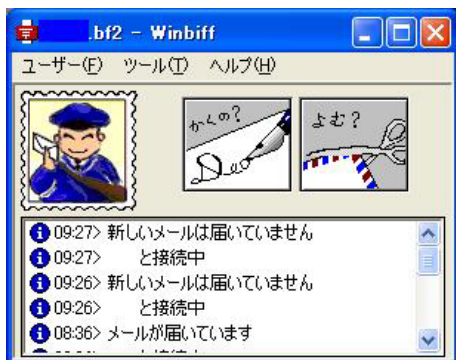 .bf2 - Winbiff
ユーザー(F) ツール(T) ヘルプ(H)
かくの?
よむ?
09:27> 新しいメールは届いていません
09:27> と接続中
09:26> 新しいメールは届いていません
09:26> と接続中
08:36> メールが届いています